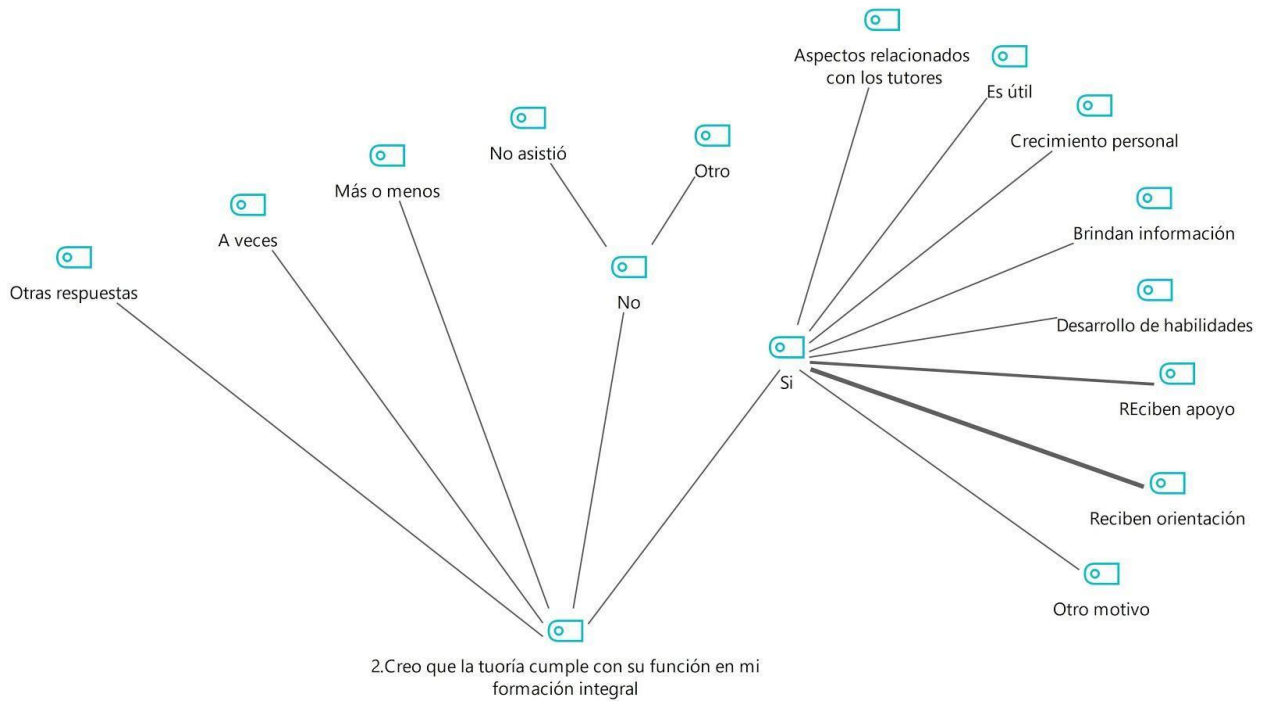 Aspectos relacionados
con los tutores
Es útil
Crecimiento personal
No asistió
Otro
Más o menos
A veces
Brindan información
Otras respuestas
No
Desarrollo de habilidades
Si
REciben apoyo
Reciben orientación
Otro motivo
2.Creo que la tuoría cumple con su función en mi
formación integral